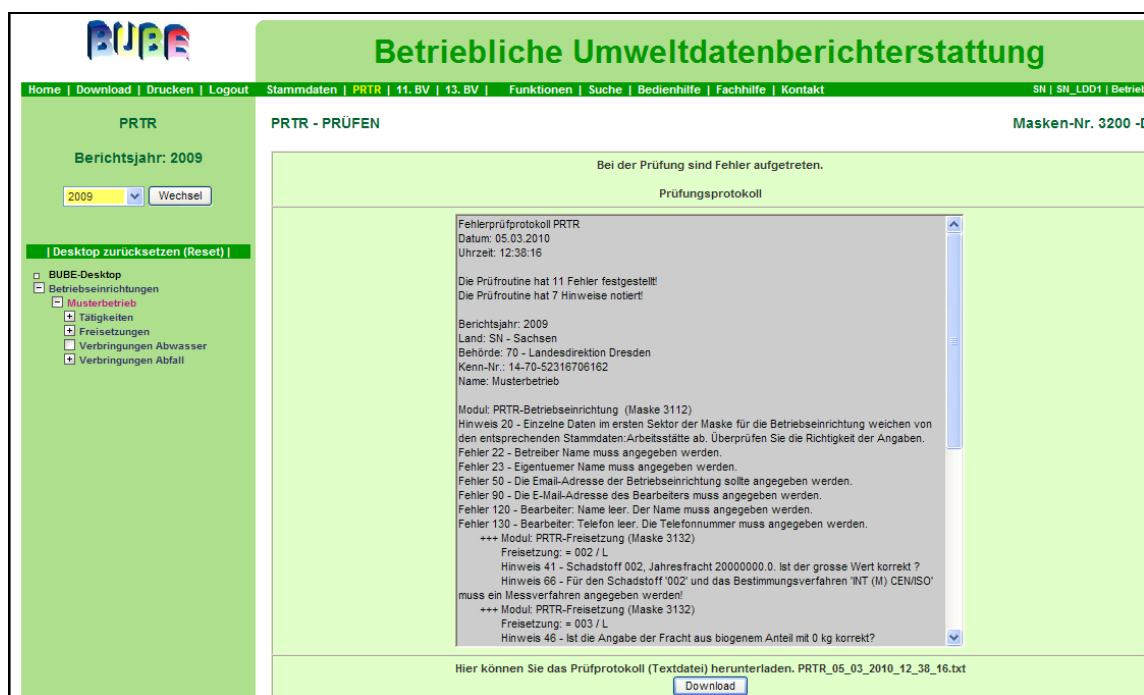 BUBE
Betriebliche Umweltdatenberichterstattung
Home | Download | Drucken | Logout
Stammdaten | PRTR | 11. BV | 13. BV | Funktionen | Suche | Bedienhilfe | Fachhilfe | Kontakt
SN | SN_LDD1 | Betrieb
PRTR
Berichtsjahr: 2009
2009 Wechsel
| Desktop zurücksetzen (Reset) |
BUBE-Desktop
Betriebseinrichtungen
Musterbetrieb
Tätigkeiten
Freisetzungen
Verbringungen Abwasser
Verbringungen Abfall
PRTR - PRÜFEN
Masken-Nr. 3200 -D
Bei der Prüfung sind Fehler aufgetreten.
Prüfungsprotokoll
Fehlerprüfprotokoll PRTR
Datum: 05.03.2010
Uhrzeit: 12:38:16
Die Prüfroutine hat 11 Fehler festgestellt!
Die Prüfroutine hat 7 Hinweise notiert!
Berichtsjahr: 2009
Land: SN - Sachsen
Behörde: 70 - Landesdirektion Dresden
Kenn-Nr.: 14-70-52316706162
Name: Musterbetrieb
Modul: PRTR-Betriebseinrichtung (Maske 3112)
Hinweis 20 - Einzelne Daten im ersten Sektor der Maske für die Betriebseinrichtung weichen von
den entsprechenden Stammdaten:Arbeitsstätte ab. Überprüfen Sie die Richtigkeit der Angaben.
Fehler 22 - Betreiber Name muss angegeben werden.
Fehler 23 - Eigentuemer Name muss angegeben werden.
Fehler 50 - Die Email-Adresse der Betriebseinrichtung sollte angegeben werden.
Fehler 90 - Die E-Mail-Adresse des Bearbeiters muss angegeben werden.
Fehler 120 - Bearbeiter: Name leer. Der Name muss angegeben werden.
Fehler 130 - Bearbeiter: Telefon leer. Die Telefonnummer muss angegeben werden.
+++ Modul: PRTR-Freisetzung (Maske 3132)
Freisetzung: = 002 / L
Hinweis 41 - Schadstoff 002, Jahresfracht 20000000.0. Ist der grosse Wert korrekt ?
Hinweis 66 - Für den Schadstoff '002' und das Bestimmungsverfahren 'INT (M) CEN/ISO'
muss ein Messverfahren angegeben werden!
+++ Modul: PRTR-Freisetzung (Maske 3132)
Freisetzung: = 003 / L
Hinweis 46 - Ist die Angabe der Fracht aus biogenem Anteil mit 0 kg korrekt?
Hier können Sie das Prüfprotokoll (Textdatei) herunterladen. PRTR_05_03_2010_12_38_16.txt
Download